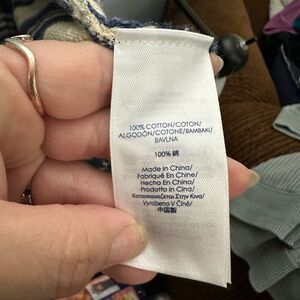 100% COTTON/COTON/
ALGODÓN/COTONE/BAMBAKI/
BAVLNA
100% 綿
Made in China/
Fabriqué En Chine/
Hecho En China/
Prodotto in Cina/
Κατασκευάζεται Στην Κίνα/
Vyrobeno V Číně/
中国製